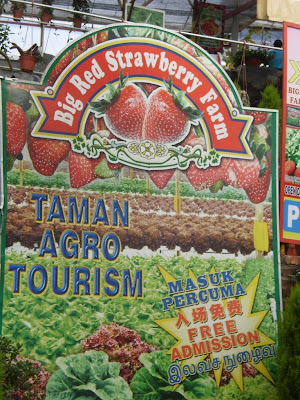 Big Red Strawberry Farm
TAMAN
AGRO
TOURISM
MASUK
PERCUMA
入场免费
FREE
ADMISSION
இலவச நுழைவு
P